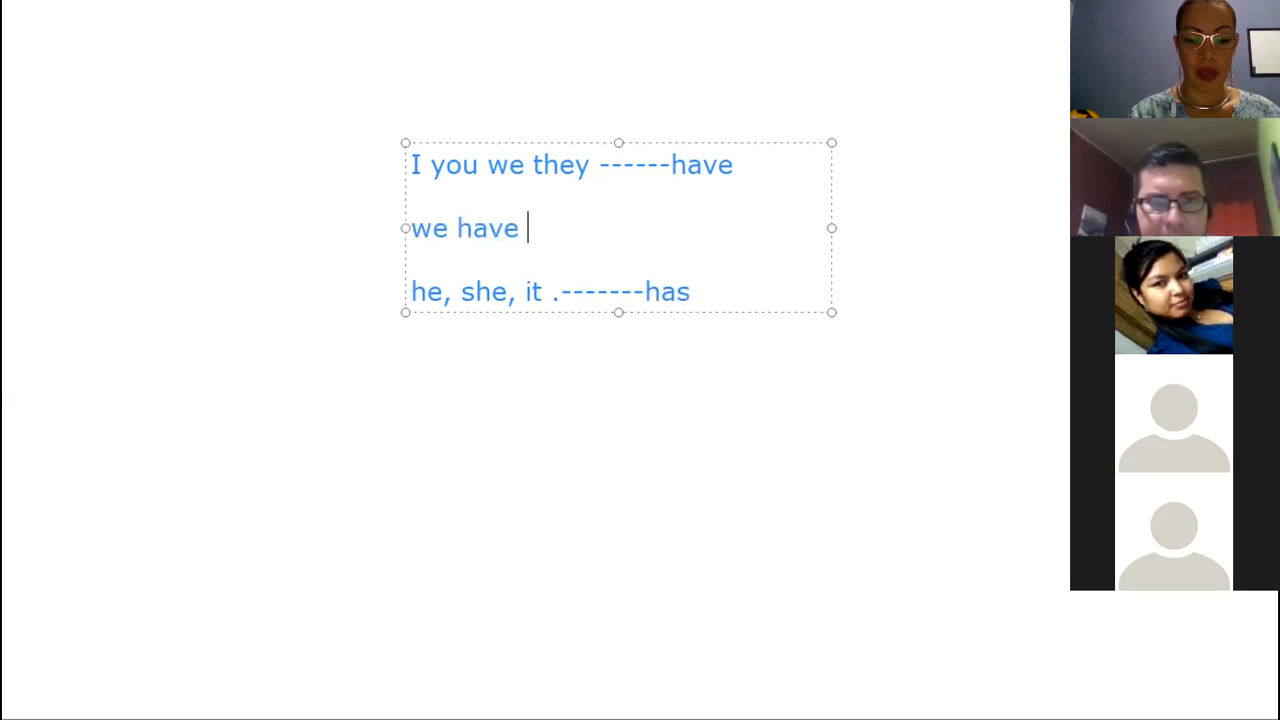 I you we they ------have
we have
he, she, it .-------has